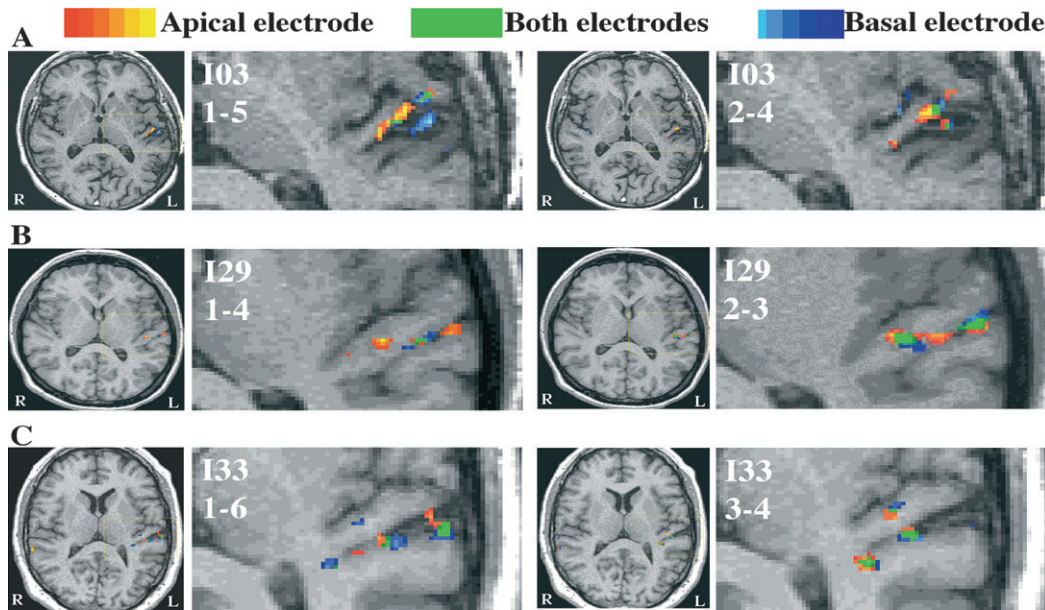 Apical electrode Both electrodes Basal electrode
A
I03
1-5
R L
I03
2-4
R L
B
I29
1-4
R L
I29
2-3
R L
C
I33
1-6
R L
I33
3-4
R L